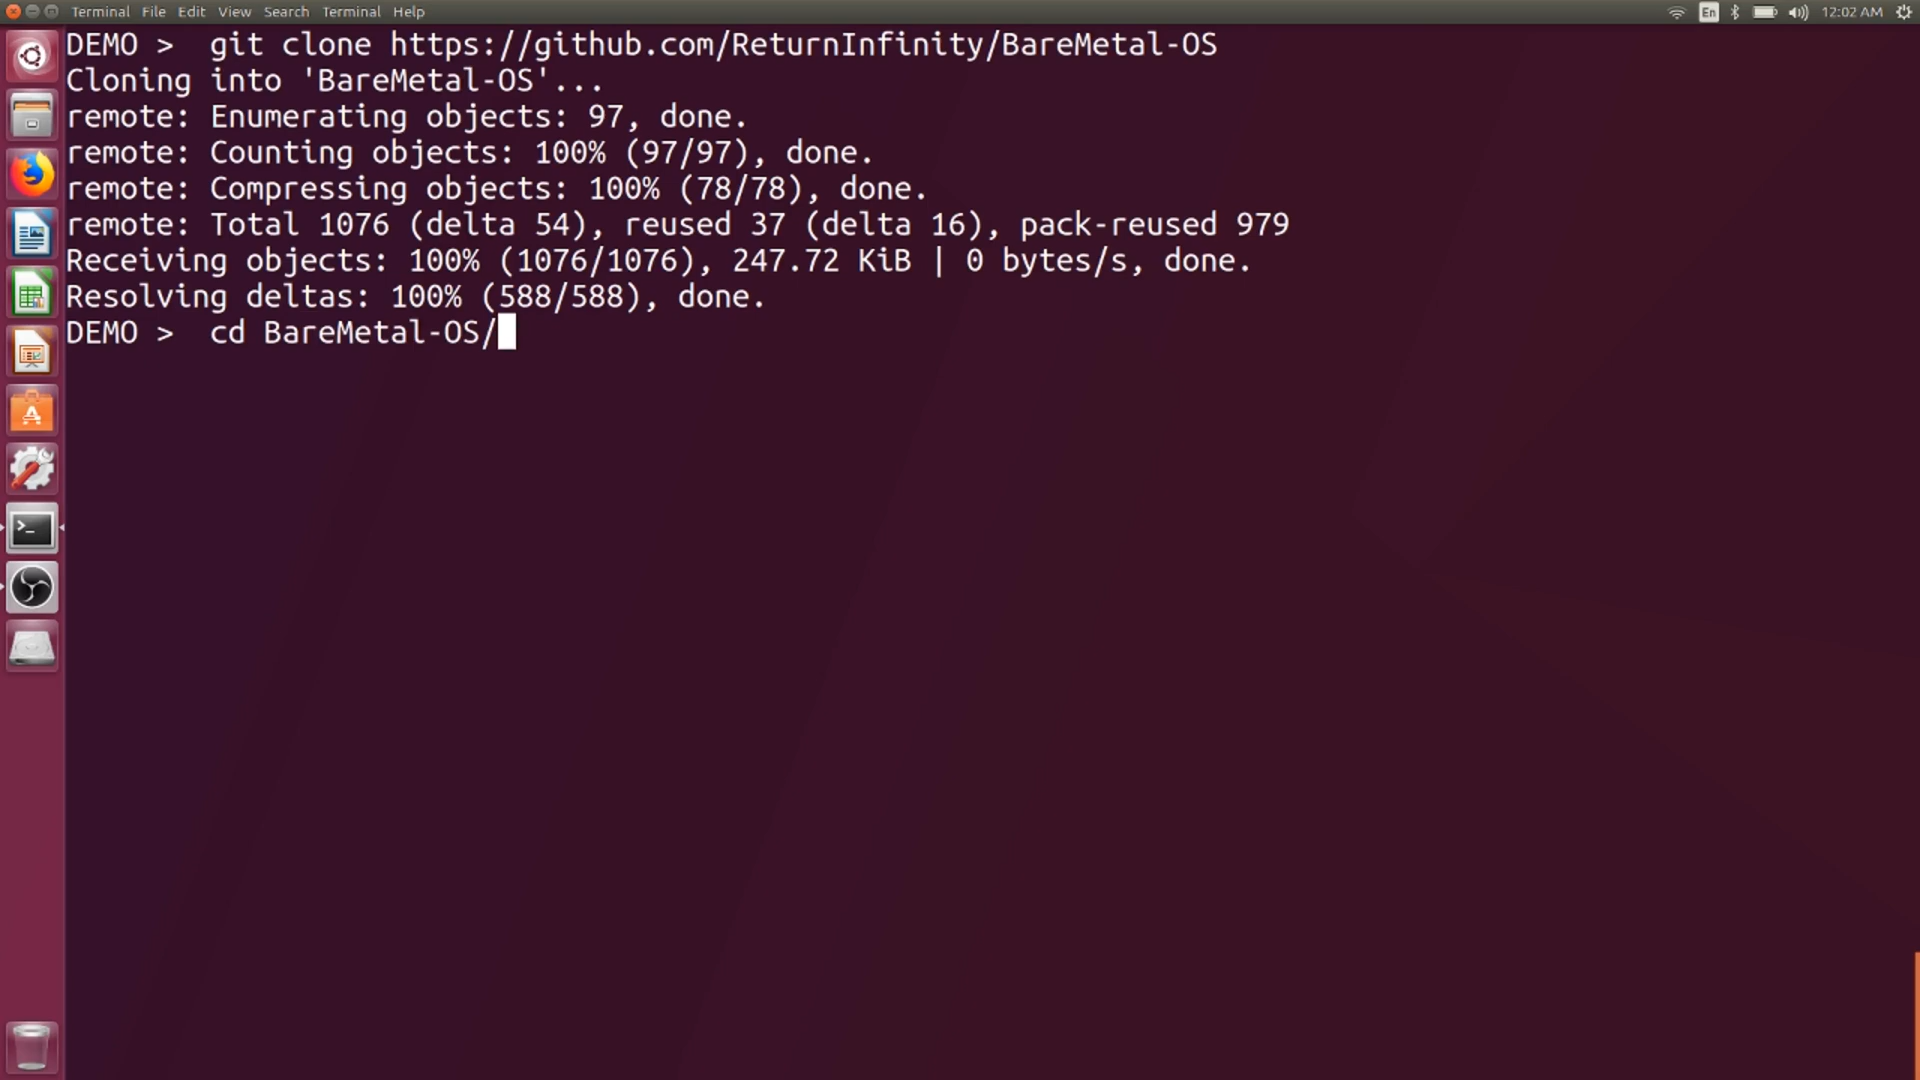 Terminal File Edit View Search Terminal Help En 12:02 AM
DEMO >  git clone https://github.com/ReturnInfinity/BareMetal-OS
Cloning into 'BareMetal-OS'...
remote: Enumerating objects: 97, done.
remote: Counting objects: 100% (97/97), done.
remote: Compressing objects: 100% (78/78), done.
remote: Total 1076 (delta 54), reused 37 (delta 16), pack-reused 979
Receiving objects: 100% (1076/1076), 247.72 KiB | 0 bytes/s, done.
Resolving deltas: 100% (588/588), done.
DEMO >  cd BareMetal-OS/